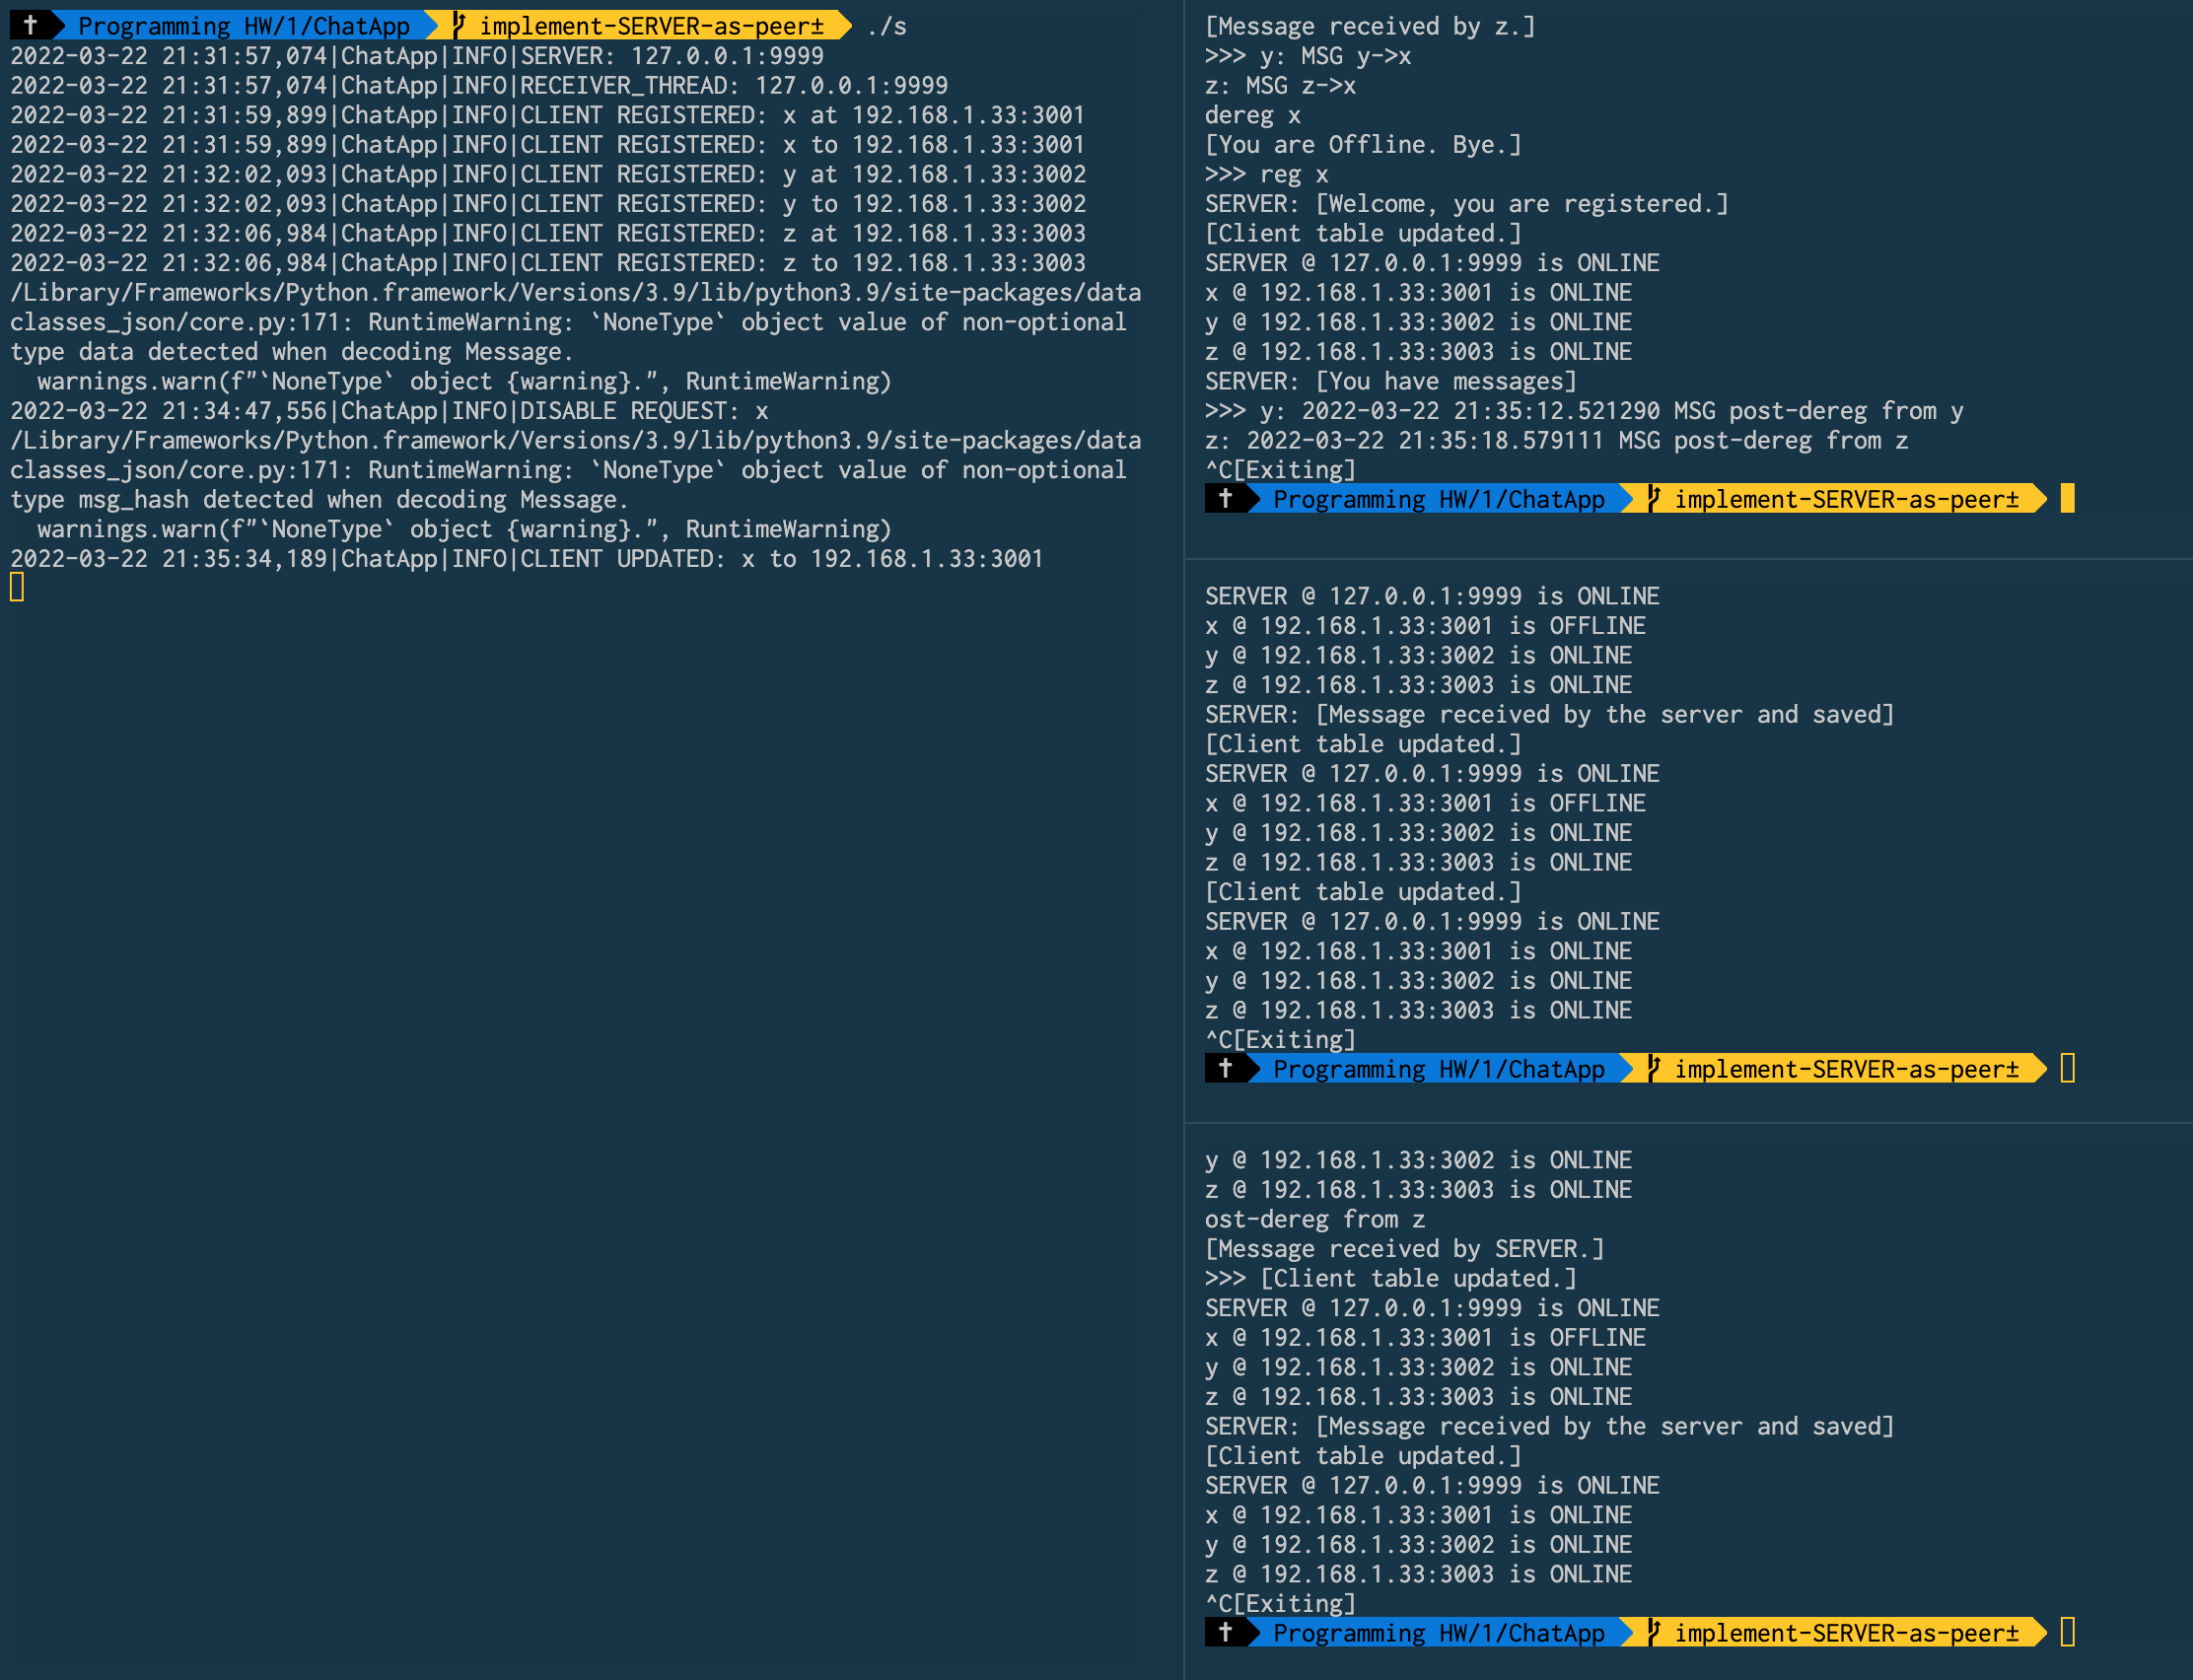 † Programming HW/1/ChatApp implement-SERVER-as-peer± ./s
2022-03-22 21:31:57,074|ChatApp|INFO|SERVER: 127.0.0.1:9999
2022-03-22 21:31:57,074|ChatApp|INFO|RECEIVER_THREAD: 127.0.0.1:9999
2022-03-22 21:31:59,899|ChatApp|INFO|CLIENT REGISTERED: x at 192.168.1.33:3001
2022-03-22 21:31:59,899|ChatApp|INFO|CLIENT REGISTERED: x to 192.168.1.33:3001
2022-03-22 21:32:02,093|ChatApp|INFO|CLIENT REGISTERED: y at 192.168.1.33:3002
2022-03-22 21:32:02,093|ChatApp|INFO|CLIENT REGISTERED: y to 192.168.1.33:3002
2022-03-22 21:32:06,984|ChatApp|INFO|CLIENT REGISTERED: z at 192.168.1.33:3003
2022-03-22 21:32:06,984|ChatApp|INFO|CLIENT REGISTERED: z to 192.168.1.33:3003
/Library/Frameworks/Python.framework/Versions/3.9/lib/python3.9/site-packages/data
classes_json/core.py:171: RuntimeWarning: `NoneType` object value of non-optional
type data detected when decoding Message.
  warnings.warn(f"`NoneType` object {warning}.", RuntimeWarning)
2022-03-22 21:34:47,556|ChatApp|INFO|DISABLE REQUEST: x
/Library/Frameworks/Python.framework/Versions/3.9/lib/python3.9/site-packages/data
classes_json/core.py:171: RuntimeWarning: `NoneType` object value of non-optional
type msg_hash detected when decoding Message.
  warnings.warn(f"`NoneType` object {warning}.", RuntimeWarning)
2022-03-22 21:35:34,189|ChatApp|INFO|CLIENT UPDATED: x to 192.168.1.33:3001
[Message received by z.]
>>> y: MSG y->x
z: MSG z->x
dereg x
[You are Offline. Bye.]
>>> reg x
SERVER: [Welcome, you are registered.]
[Client table updated.]
SERVER @ 127.0.0.1:9999 is ONLINE
x @ 192.168.1.33:3001 is ONLINE
y @ 192.168.1.33:3002 is ONLINE
z @ 192.168.1.33:3003 is ONLINE
SERVER: [You have messages]
>>> y: 2022-03-22 21:35:12.521290 MSG post-dereg from y
z: 2022-03-22 21:35:18.579111 MSG post-dereg from z
^C[Exiting]
† Programming HW/1/ChatApp implement-SERVER-as-peer±
SERVER @ 127.0.0.1:9999 is ONLINE
x @ 192.168.1.33:3001 is OFFLINE
y @ 192.168.1.33:3002 is ONLINE
z @ 192.168.1.33:3003 is ONLINE
SERVER: [Message received by the server and saved]
[Client table updated.]
SERVER @ 127.0.0.1:9999 is ONLINE
x @ 192.168.1.33:3001 is OFFLINE
y @ 192.168.1.33:3002 is ONLINE
z @ 192.168.1.33:3003 is ONLINE
[Client table updated.]
SERVER @ 127.0.0.1:9999 is ONLINE
x @ 192.168.1.33:3001 is ONLINE
y @ 192.168.1.33:3002 is ONLINE
z @ 192.168.1.33:3003 is ONLINE
^C[Exiting]
† Programming HW/1/ChatApp implement-SERVER-as-peer±
y @ 192.168.1.33:3002 is ONLINE
z @ 192.168.1.33:3003 is ONLINE
ost-dereg from z
[Message received by SERVER.]
>>> [Client table updated.]
SERVER @ 127.0.0.1:9999 is ONLINE
x @ 192.168.1.33:3001 is OFFLINE
y @ 192.168.1.33:3002 is ONLINE
z @ 192.168.1.33:3003 is ONLINE
SERVER: [Message received by the server and saved]
[Client table updated.]
SERVER @ 127.0.0.1:9999 is ONLINE
x @ 192.168.1.33:3001 is ONLINE
y @ 192.168.1.33:3002 is ONLINE
z @ 192.168.1.33:3003 is ONLINE
^C[Exiting]
† Programming HW/1/ChatApp implement-SERVER-as-peer±